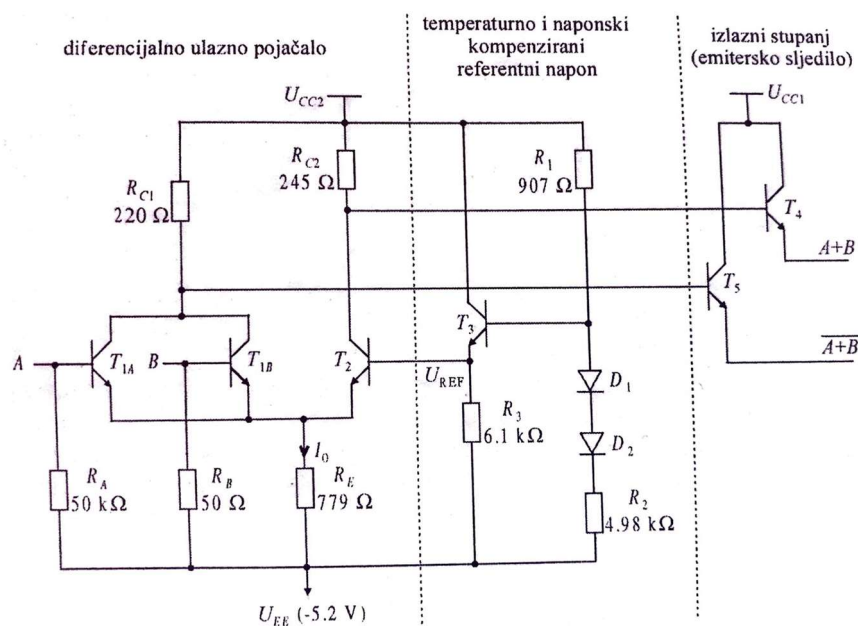 diferencijalno ulazno pojačalo
temperaturno i naponski
kompenzirani
referentni napon
izlazni stupanj
(emitersko sljedilo)
U_CC2
U_CC1
R_C1
220 Ω
R_C2
245 Ω
R_1
907 Ω
T_4
A+B
T_5
A̅+̅B̅
A
T_1A
B
T_1B
T_2
T_3
U_REF
D_1
D_2
I_0
R_A
50 kΩ
R_B
50 Ω
R_E
779 Ω
R_3
6.1 kΩ
R_2
4.98 kΩ
U_EE (-5.2 V)